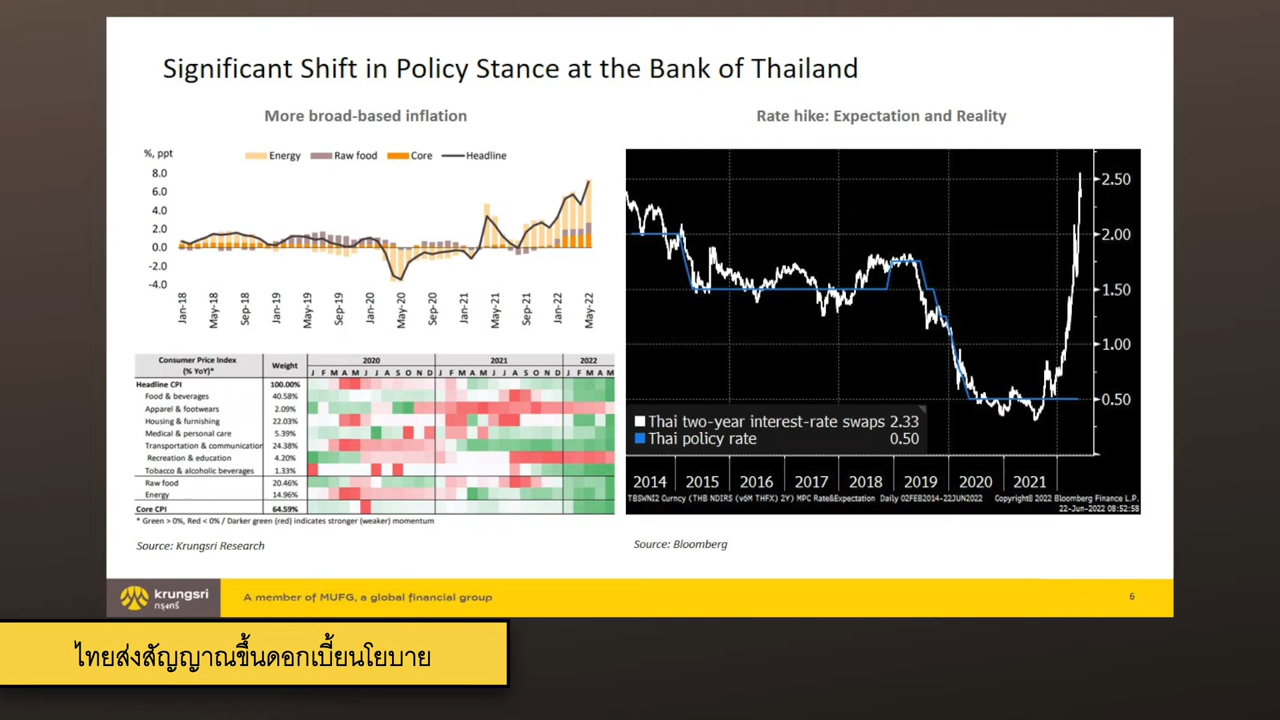 Significant Shift in Policy Stance at the Bank of Thailand
More broad-based inflation
%, ppt
Energy Raw food Core Headline
8.0
6.0
4.0
2.0
0.0
-2.0
-4.0
Jan-18 May-18 Sep-18 Jan-19 May-19 Sep-19 Jan-20 May-20 Sep-20 Jan-21 May-21 Sep-21 Jan-22 May-22
Consumer Price Index (% YoY)* Weight 2020 2021 2022
J F M A M J J A S O N D J F M A M J J A S O N D J F M A M
Headline CPI 100.00%
Food & beverages 40.58%
Apparel & footwears 2.09%
Housing & furnishing 22.03%
Medical & personal care 5.39%
Transportation & communication 24.38%
Recreation & education 4.20%
Tobacco & alcoholic beverages 1.33%
Raw food 20.46%
Energy 14.96%
Core CPI 64.59%
* Green > 0%, Red < 0% / Darker green (red) indicates stronger (weaker) momentum
Source: Krungsri Research
Rate hike: Expectation and Reality
2.50
2.00
1.50
1.00
0.50
Thai two-year interest-rate swaps 2.33
Thai policy rate 0.50
2014 2015 2016 2017 2018 2019 2020 2021
TBSWNI2 Curncy (THB NDIRS (v6M THFX) 2Y) MPC Rate&Expectation Daily 02FEB2014-22JUN2022 Copyright© 2022 Bloomberg Finance L.P.
22-Jun-2022 08:52:58
Source: Bloomberg
krungsri
กรุงศรี
A member of MUFG, a global financial group
6
ไทยส่งสัญญาณขึ้นดอกเบี้ยนโยบาย